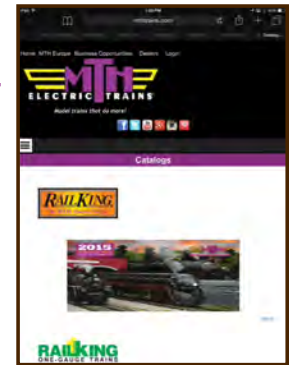 mthtrains.com
Home MTH Europe Business Opportunities Dealers Login
MTH
ELECTRIC TRAINS
Model trains that do more!
Catalogs
RAILKING
2015
RAILKING
ONE-GAUGE TRAINS